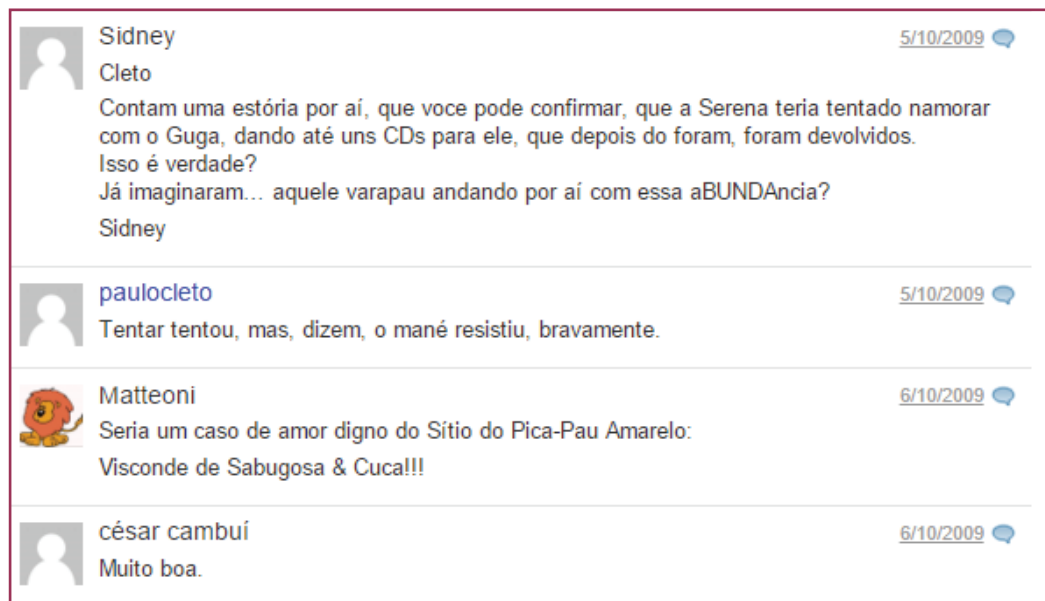 Sidney
5/10/2009
Cleto
Contam uma estória por aí, que voce pode confirmar, que a Serena teria tentado namorar
com o Guga, dando até uns CDs para ele, que depois do foram, foram devolvidos.
Isso é verdade?
Já imaginaram... aquele varapau andando por aí com essa aBUNDAncia?
Sidney
paulocleto
5/10/2009
Tentar tentou, mas, dizem, o mané resistiu, bravamente.
Matteoni
6/10/2009
Seria um caso de amor digno do Sítio do Pica-Pau Amarelo:
Visconde de Sabugosa & Cuca!!!
césar cambuí
6/10/2009
Muito boa.